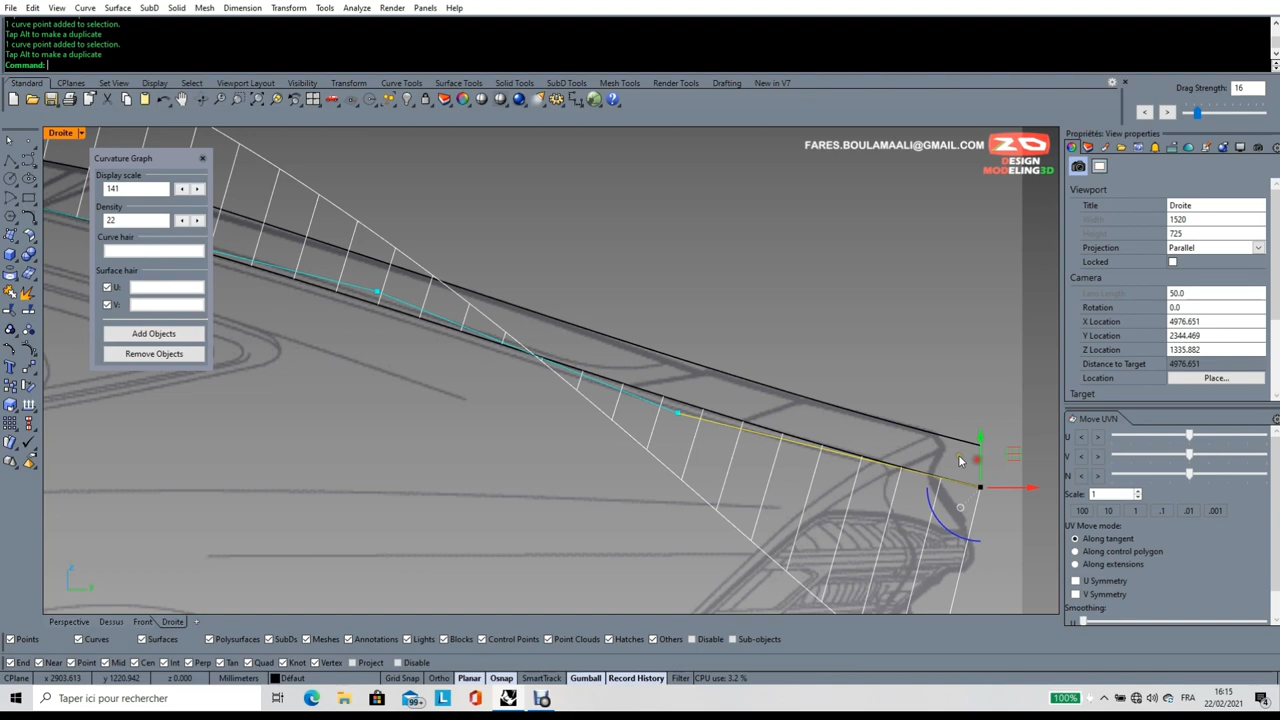 File Edit View Curve Surface SubD Solid Mesh Dimension Transform Tools Analyze Render Panels Help
1 curve point added to selection.
Tap Alt to make a duplicate
1 curve point added to selection.
Tap Alt to make a duplicate
Command:
Standard CPlanes Set View Display Select Viewport Layout Visibility Transform Curve Tools Surface Tools Solid Tools SubD Tools Mesh Tools Render Tools Drafting New in V7
Drag Strength: 16
Droite
FARES.BOULAMAALI@GMAIL.COM
DESIGN
MODELING3D
Propriétés: View properties
Curvature Graph
Display scale
141
Density
22
Curve hair
Surface hair
U:
V:
Add Objects
Remove Objects
Viewport
Title Droite
Width 1520
Height 725
Projection Parallel
Locked
Camera
Lens Length 50.0
Rotation 0.0
X Location 4976.651
Y Location 2344.469
Z Location 1335.882
Distance to Target 4976.651
Location Place...
Target
Move UVN
U < >
V < >
N < >
Scale: 1
100 10 1 .1 .01 .001
UV Move mode:
Along tangent
Along control polygon
Along extensions
U Symmetry
V Symmetry
Smoothing:
z
y
Perspective Dessus Front Droite
Points Curves Surfaces Polysurfaces SubDs Meshes Annotations Lights Blocks Control Points Point Clouds Hatches Others Disable Sub-objects
End Near Point Mid Cen Int Perp Tan Quad Knot Vertex Project Disable
CPlane x 2903.613 y 1220.942 z 0.000 Millimeters Défaut Grid Snap Ortho Planar Osnap SmartTrack Gumball Record History Filter CPU use: 3.2 %
Taper ici pour rechercher
99+
100%
FRA
16:15
22/02/2021
4